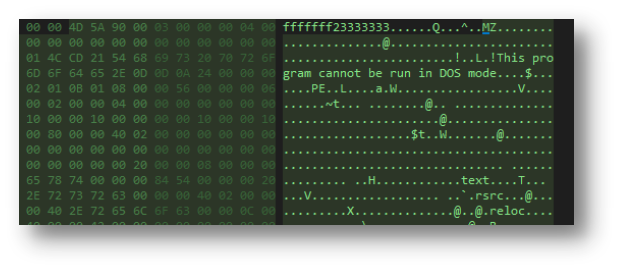 00 00 4D 5A 90 00 03 00 00 00 04 00 fffffff23333333......Q...^..MZ........
00 00 00 00 00 00 00 00 00 00 00 00 ..............@.......................
01 4C CD 21 54 68 69 73 20 70 72 6F .........................!..L.!This pro
6D 6F 64 65 2E 0D 0D 0A 24 00 00 00 gram cannot be run in DOS mode....$...
02 01 0B 01 08 00 00 56 00 00 00 06 ....PE..L....a.W.................V....
00 02 00 00 04 00 00 00 00 00 00 00 ......~t... ........@.. ..............
10 00 00 10 00 00 00 00 10 00 00 10 ......................@...............
00 80 00 00 40 02 00 00 00 00 00 00 ..................$t..W.......@.......
00 00 00 00 00 00 00 00 00 00 00 00 ......................................
00 00 00 00 00 20 00 00 08 00 00 00 ......................................
65 78 74 00 00 00 84 54 00 00 00 20 ......... ..H............text....T...
2E 72 73 72 63 00 00 00 40 02 00 00 ...V.................. ..`.rsrc...@...
00 40 2E 72 65 6C 6F 63 00 00 0C 00 .........X..............@..@.reloc....